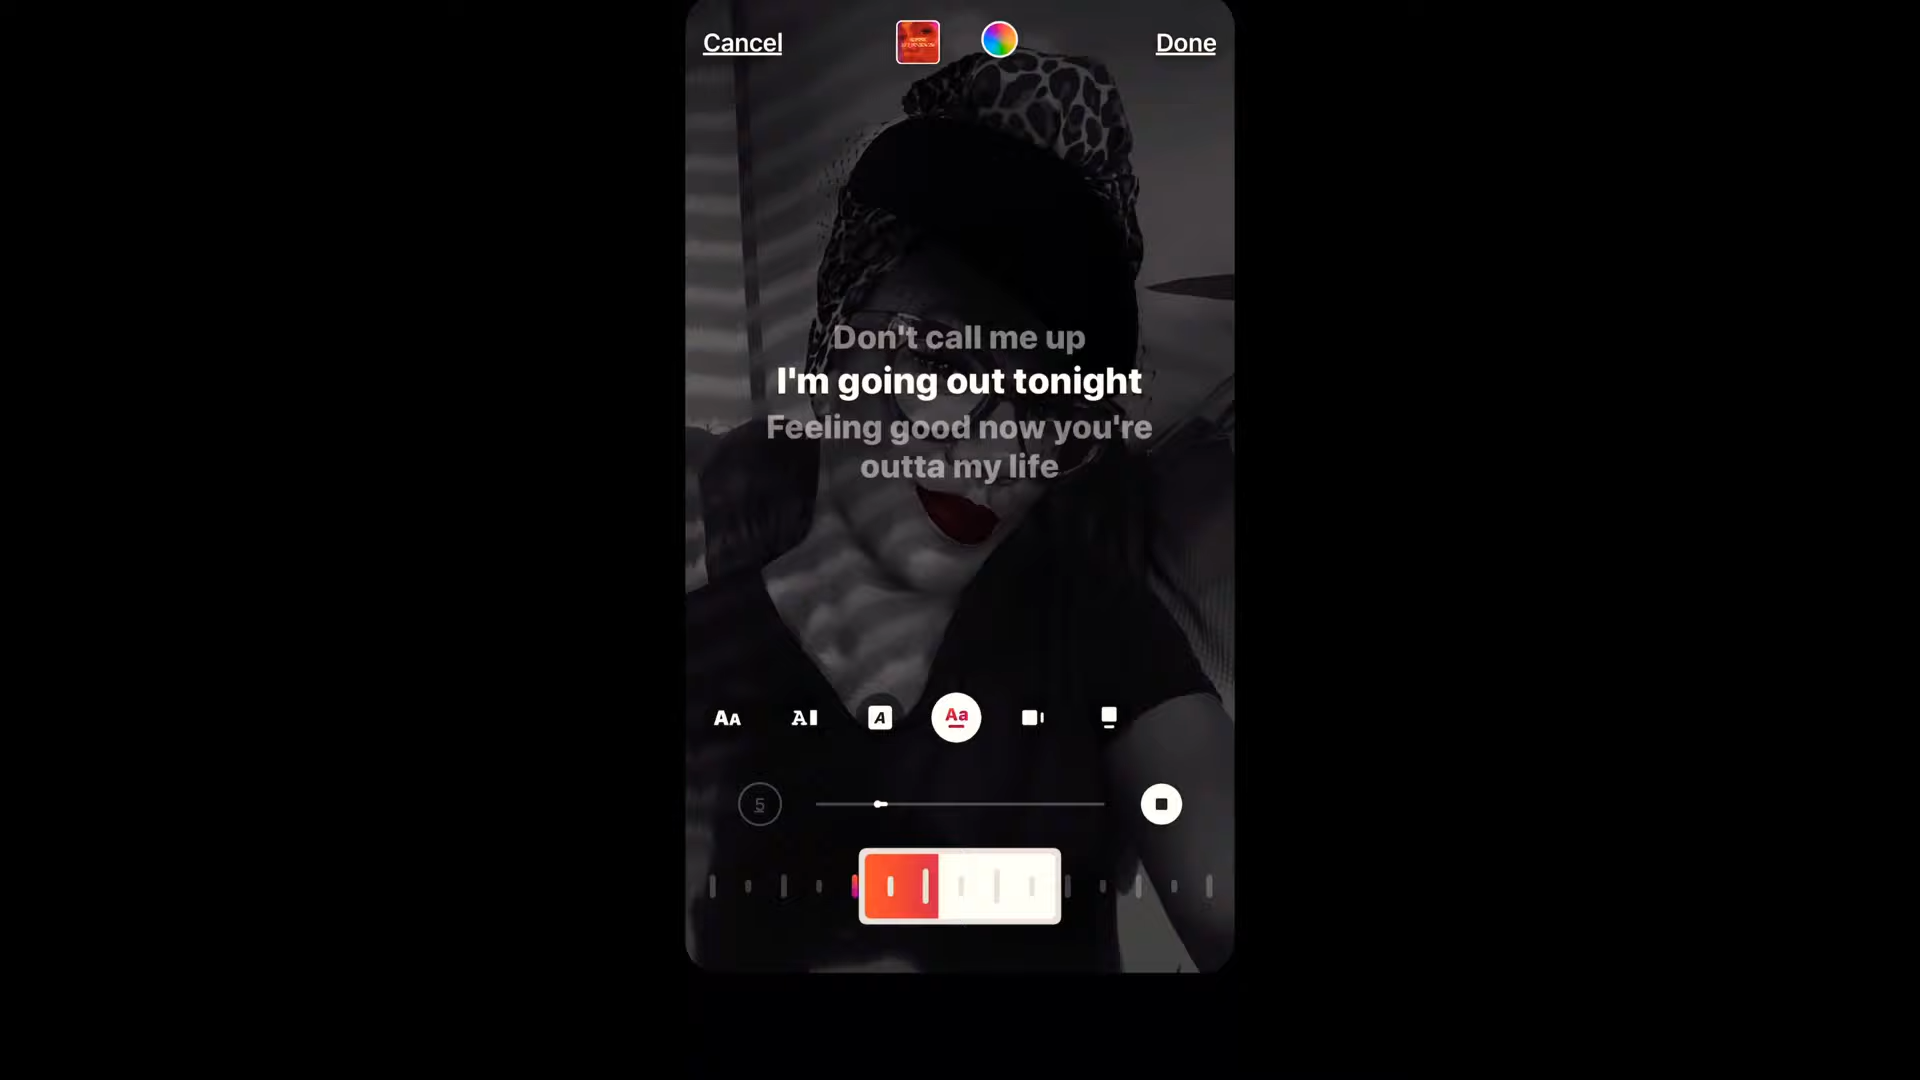 Cancel
Done
Don't call me up
I'm going out tonight
Feeling good now you're
outta my life
AA
A
A
Aa
5